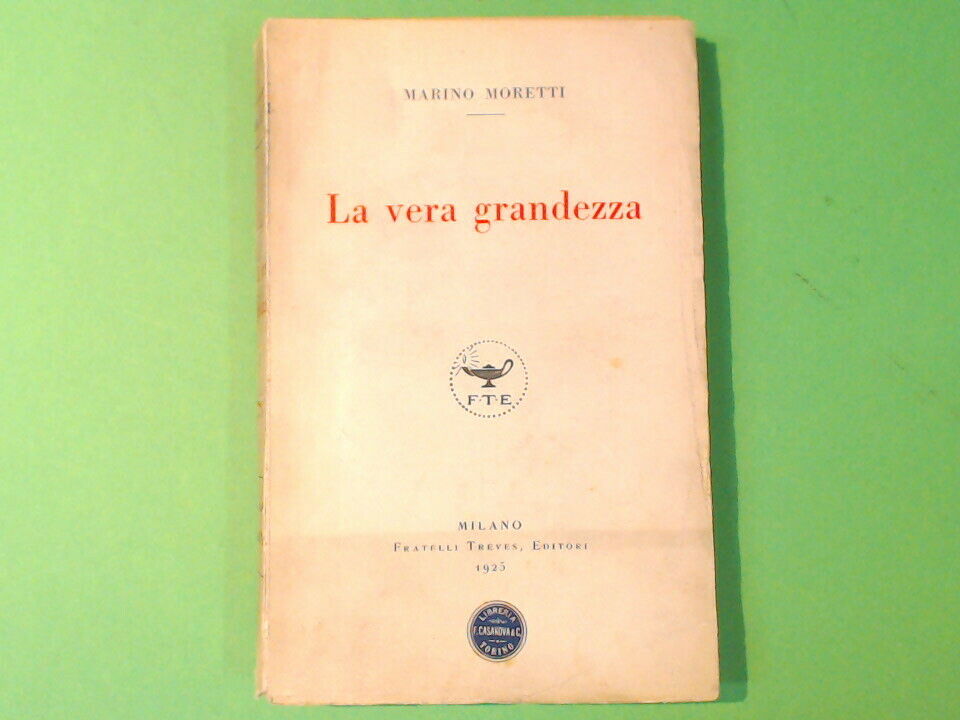 MARINO MORETTI
La vera grandezza
F·T·E
MILANO
FRATELLI TREVES, EDITORI
1925
LIBRERIA
F. CASANOVA & C.
TORINO